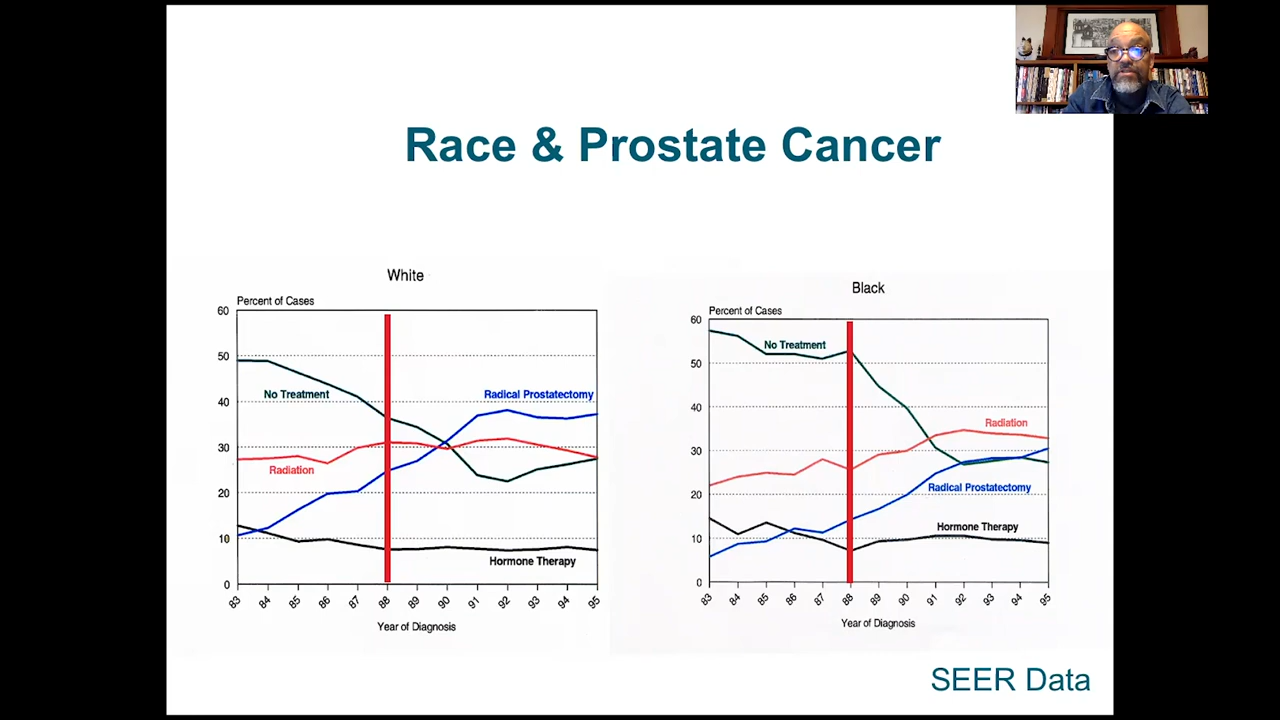 Race & Prostate Cancer
White
Percent of Cases
60
50
40
30
20
10
0
No Treatment
Radical Prostatectomy
Radiation
Hormone Therapy
83 84 85 86 87 88 89 90 91 92 93 94 95
Year of Diagnosis
Black
Percent of Cases
60
50
40
30
20
10
0
No Treatment
Radiation
Radical Prostatectomy
Hormone Therapy
83 84 85 86 87 88 89 90 91 92 93 94 95
Year of Diagnosis
SEER Data